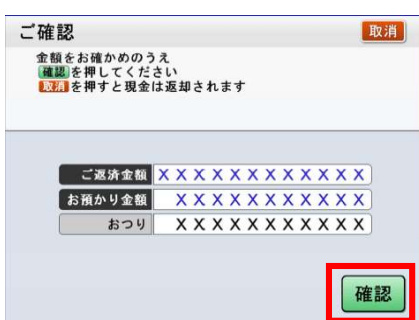 ご確認 取消
金額をお確かめのうえ
確認を押してください
取消を押すと現金は返却されます
ご返済金額 XXXXXXXXXXXX
お預かり金額 XXXXXXXXXXX
おつり XXXXXXXXXXX
確認